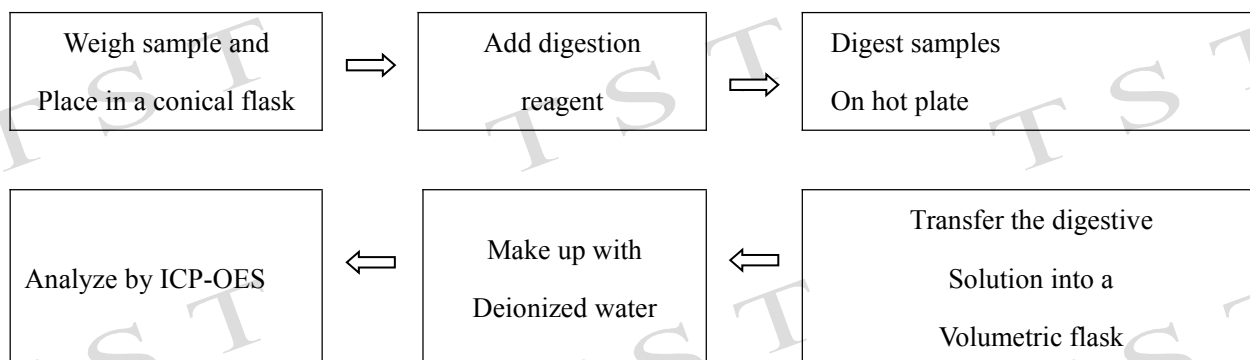 Weigh sample and
Place in a conical flask
Add digestion
reagent
Digest samples
On hot plate
Transfer the digestive
Solution into a
Volumetric flask
Make up with
Deionized water
Analyze by ICP-OES
T S T
T S T
T S T
S T
T
S T